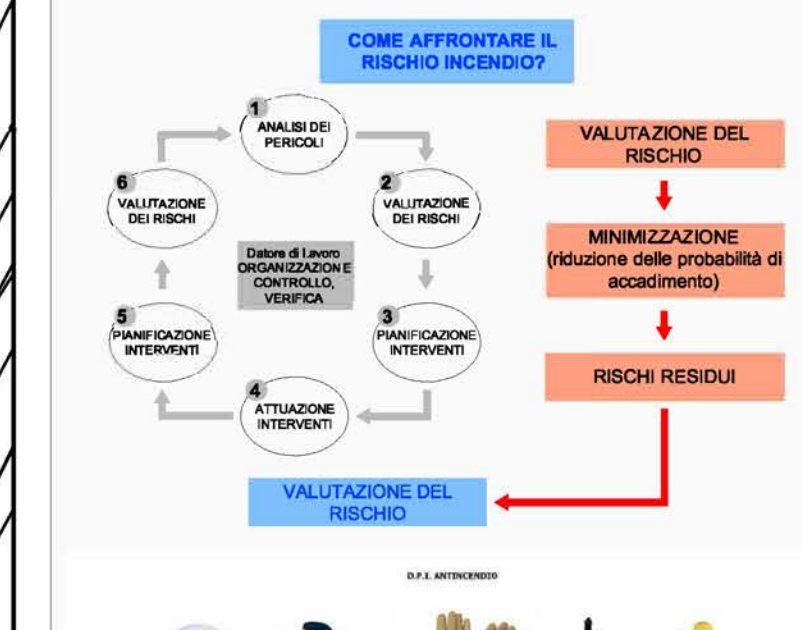 COME AFFRONTARE IL
RISCHIO INCENDIO?
1
ANALISI DEI
PERICOLI
2
VALUTAZIONE
DEI RISCHI
3
PIANIFICAZIONE
INTERVENTI
4
ATTUAZIONE
INTERVENTI
5
PIANIFICAZIONE
INTERVENTI
6
VALUTAZIONE
DEI RISCHI
Datore di Lavoro
ORGANIZZAZIONE
CONTROLLO,
VERIFICA
VALUTAZIONE DEL
RISCHIO
MINIMIZZAZIONE
(riduzione delle probabilità di
accadimento)
RISCHI RESIDUI
VALUTAZIONE DEL
RISCHIO
D.P.I. ANTINCENDIO